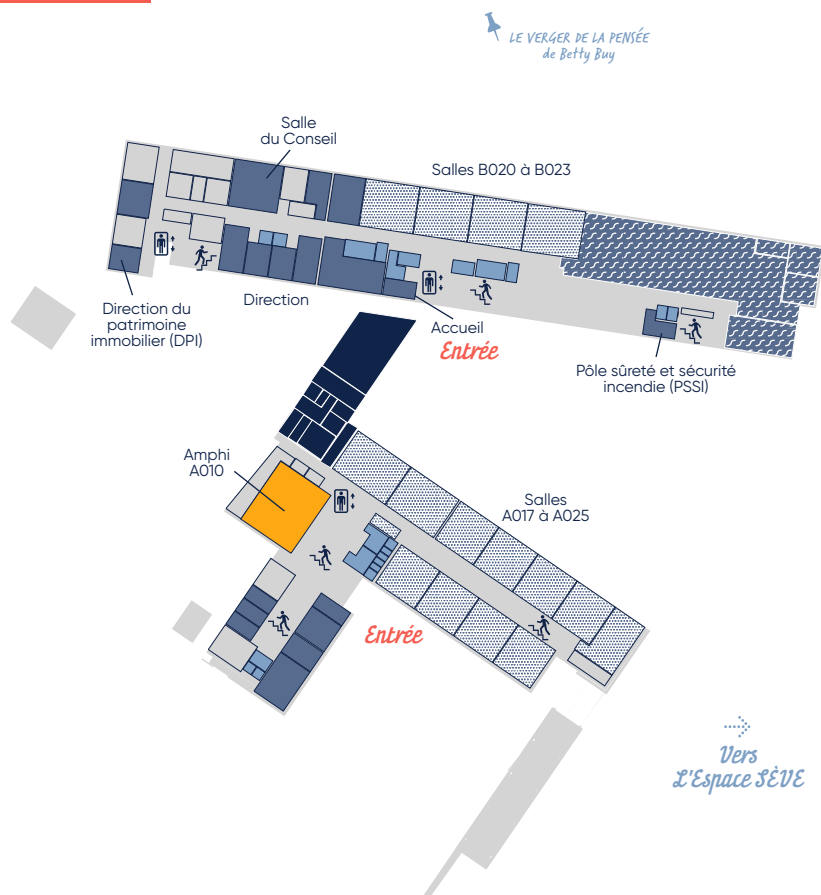 LE VERGER DE LA PENSÉE
de Betty Buy
Salle
du Conseil
Salles B020 à B023
Direction du
patrimoine
immobilier (DPI)
Direction
Accueil
Entrée
Pôle sûreté et sécurité
incendie (PSSI)
Amphi
A010
Salles
A017 à A025
Entrée
Vers
L'Espace SÈVE